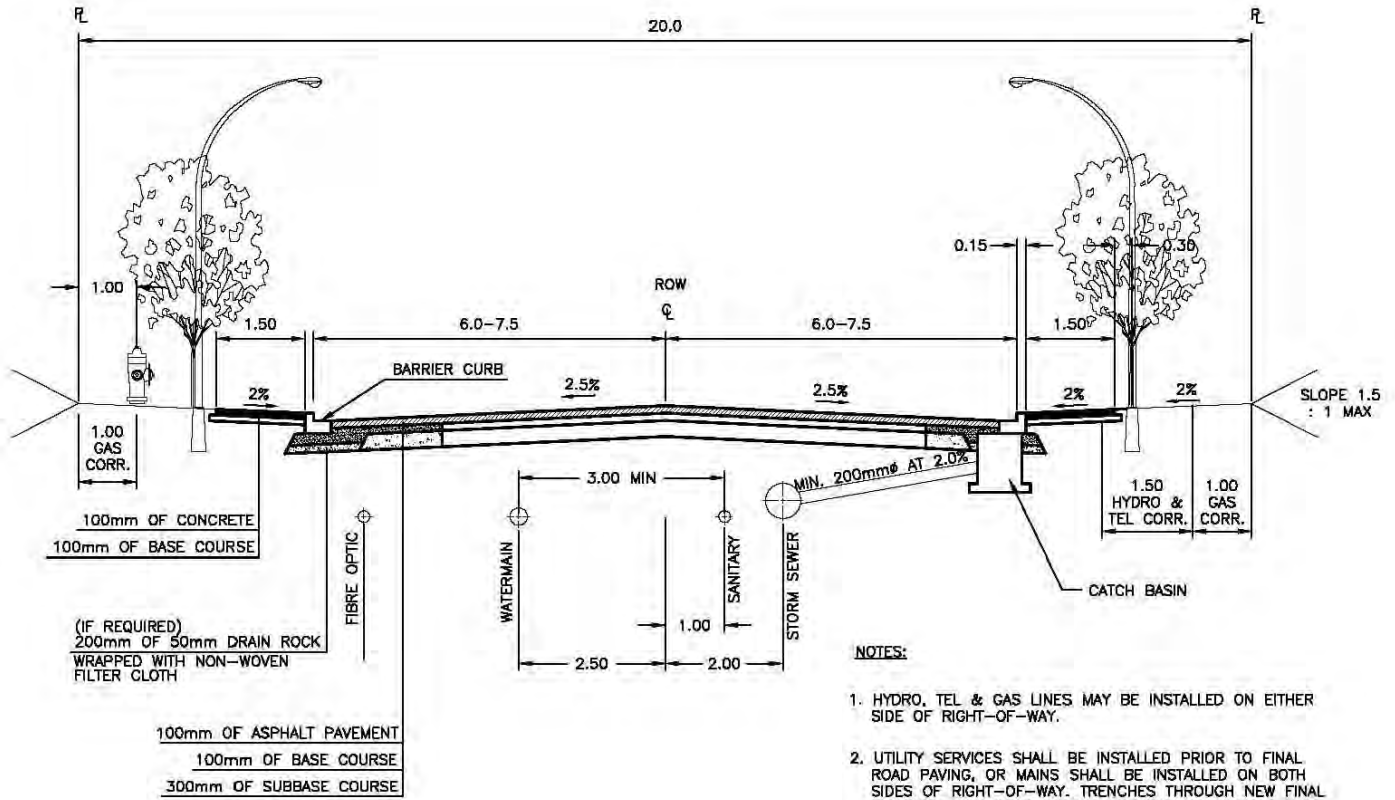 ℄
℄
20.0
0.15
0.30
1.00
ROW
℄
1.50
6.0-7.5
6.0-7.5
1.50
BARRIER CURB
2%
2.5%
2.5%
2%
2%
SLOPE 1.5
: 1 MAX
1.00
GAS
CORR.
3.00 MIN
MIN. 200mmø AT 2.0%
1.50
HYDRO &
TEL CORR.
1.00
GAS
CORR.
100mm OF CONCRETE
100mm OF BASE COURSE
FIBRE OPTIC
WATERMAIN
SANITARY
STORM SEWER
CATCH BASIN
1.00
2.50
2.00
(IF REQUIRED)
200mm OF 50mm DRAIN ROCK
WRAPPED WITH NON-WOVEN
FILTER CLOTH
100mm OF ASPHALT PAVEMENT
100mm OF BASE COURSE
300mm OF SUBBASE COURSE
NOTES:
1. HYDRO, TEL & GAS LINES MAY BE INSTALLED ON EITHER
SIDE OF RIGHT-OF-WAY.
2. UTILITY SERVICES SHALL BE INSTALLED PRIOR TO FINAL
ROAD PAVING, OR MAINS SHALL BE INSTALLED ON BOTH
SIDES OF RIGHT-OF-WAY. TRENCHES THROUGH NEW FINAL